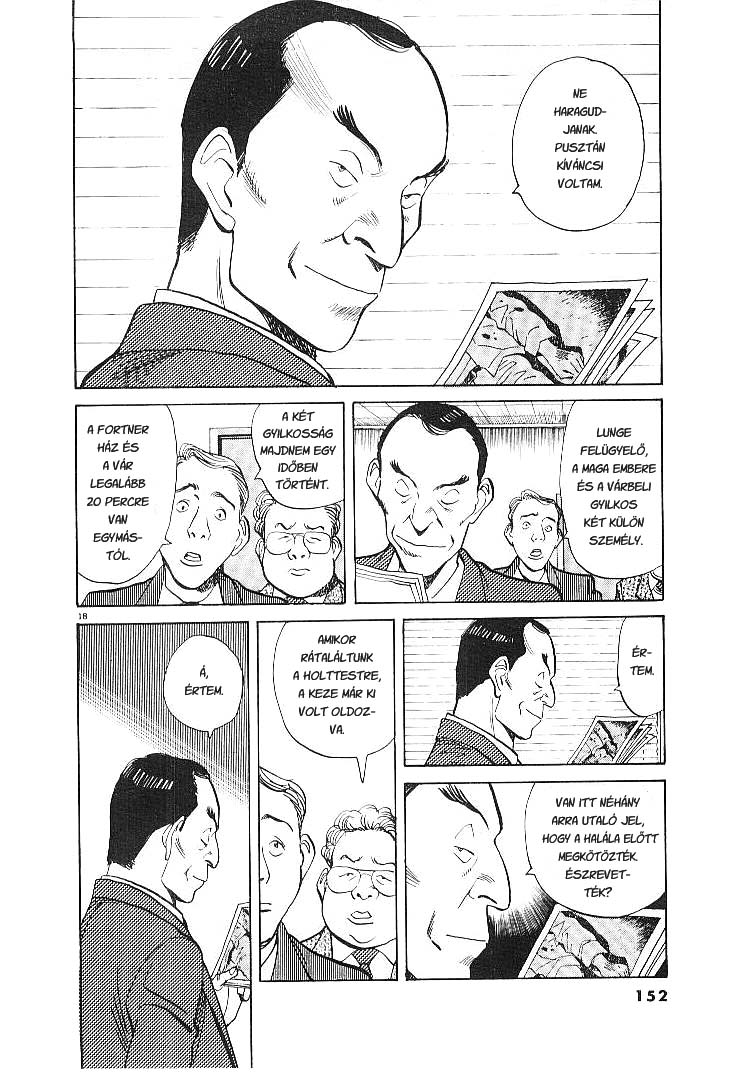 NE
HARAGUD-
JANAK.
PUSZTÁN
KÍVÁNCSI
VOLTAM.
LUNGE
FELÜGYELŐ,
A MAGA EMBERE
ÉS A VÁRBELI
GYILKOS
KÉT KÜLÖN
SZEMÉLY.
A KÉT
GYILKOSSÁG
MAJDNEM EGY
IDŐBEN
TÖRTÉNT.
A FORTNER
HÁZ ÉS
A VÁR
LEGALÁBB
20 PERCRE
VAN
EGYMÁS-
TÓL.
18
ÉR-
TEM.
VAN ITT NÉHÁNY
ARRA UTALÓ JEL,
HOGY A HALÁLA ELŐTT
MEGKÖTÖZTÉK.
ÉSZREVET-
TÉK?
AMIKOR
RÁTALÁLTUNK
A HOLTTESTRE,
A KEZE MÁR KI
VOLT OLDOZ-
VA.
Á,
ÉRTEM.
152